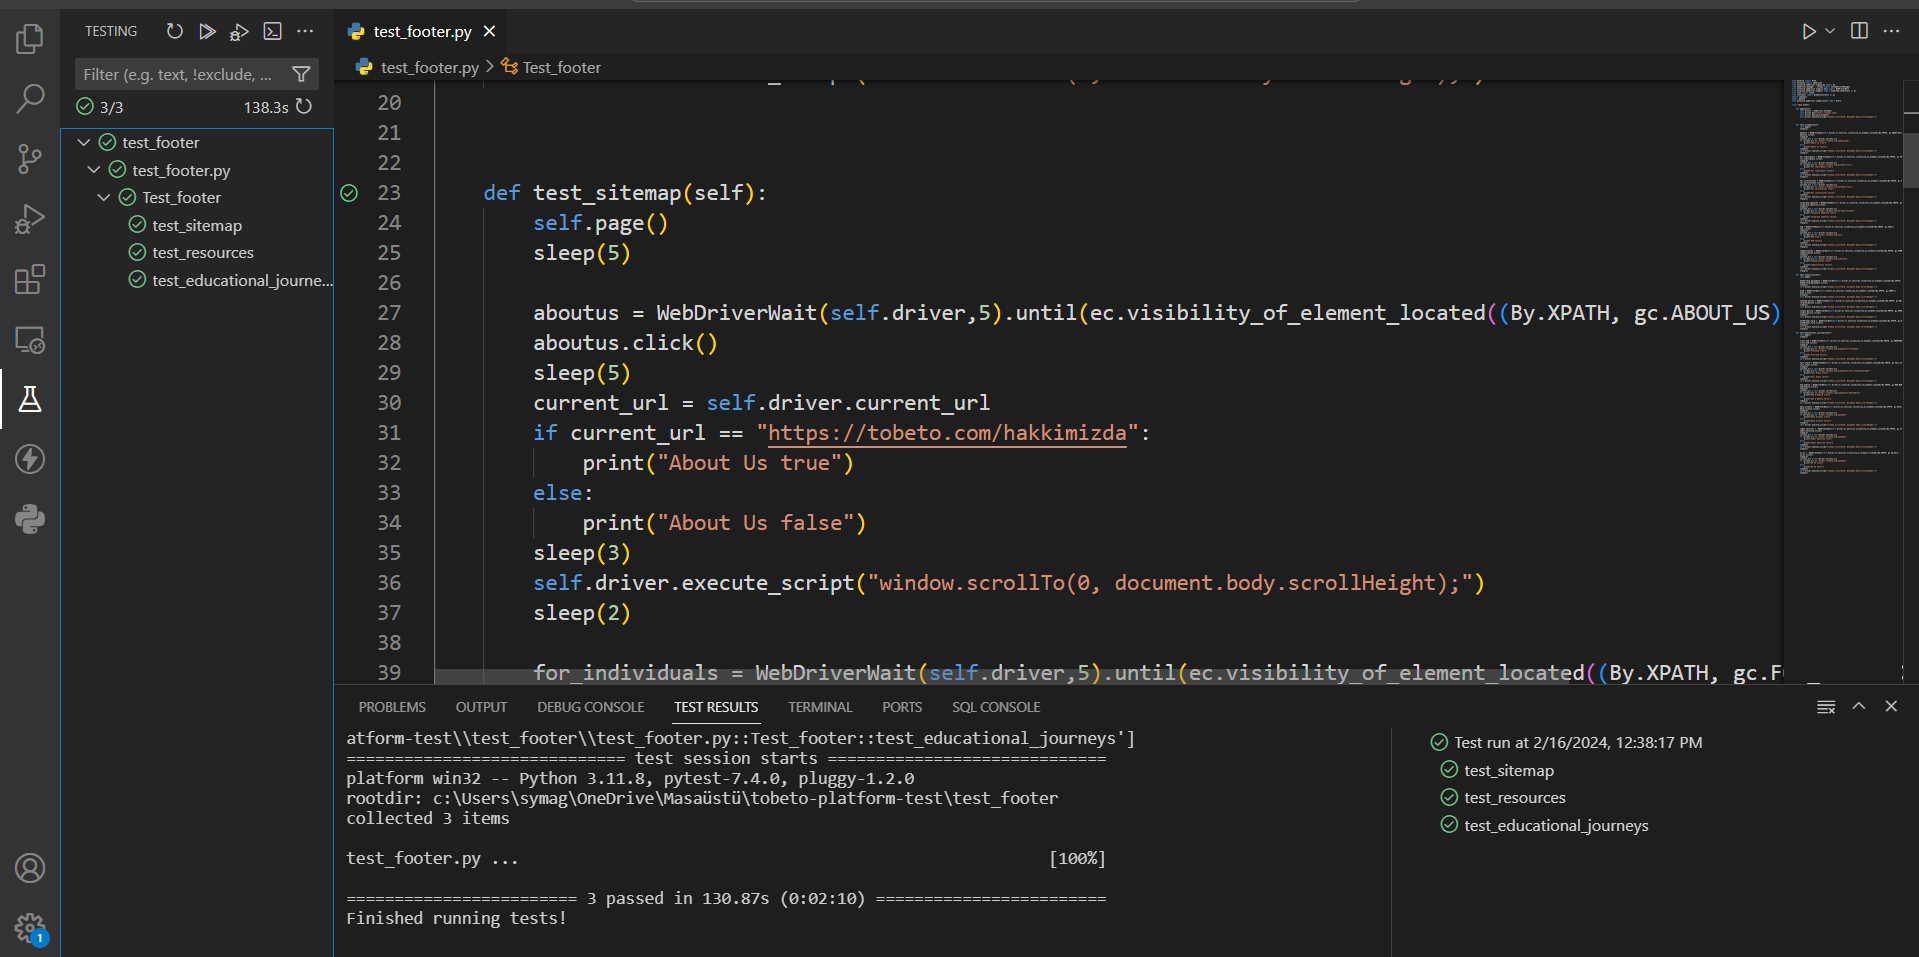 TESTING
Filter (e.g. text, !exclude, ...
3/3 138.3s
test_footer
test_footer.py
Test_footer
test_sitemap
test_resources
test_educational_journe...
1
test_footer.py
test_footer.py > Test_footer
20
21
22
23 def test_sitemap(self):
24 self.page()
25 sleep(5)
26
27 aboutus = WebDriverWait(self.driver,5).until(ec.visibility_of_element_located((By.XPATH, gc.ABOUT_US)
28 aboutus.click()
29 sleep(5)
30 current_url = self.driver.current_url
31 if current_url == "https://tobeto.com/hakkimizda":
32 print("About Us true")
33 else:
34 print("About Us false")
35 sleep(3)
36 self.driver.execute_script("window.scrollTo(0, document.body.scrollHeight);")
37 sleep(2)
38
39 for_individuals = WebDriverWait(self.driver,5).until(ec.visibility_of_element_located((By.XPATH, gc.F
PROBLEMS OUTPUT DEBUG CONSOLE TEST RESULTS TERMINAL PORTS SQL CONSOLE
atform-test\\test_footer\\test_footer.py::Test_footer::test_educational_journeys']
============================= test session starts =============================
platform win32 -- Python 3.11.8, pytest-7.4.0, pluggy-1.2.0
rootdir: c:\Users\symag\OneDrive\Masaüstü\tobeto-platform-test\test_footer
collected 3 items
test_footer.py ... [100%]
======================== 3 passed in 130.87s (0:02:10) ========================
Finished running tests!
Test run at 2/16/2024, 12:38:17 PM
test_sitemap
test_resources
test_educational_journeys